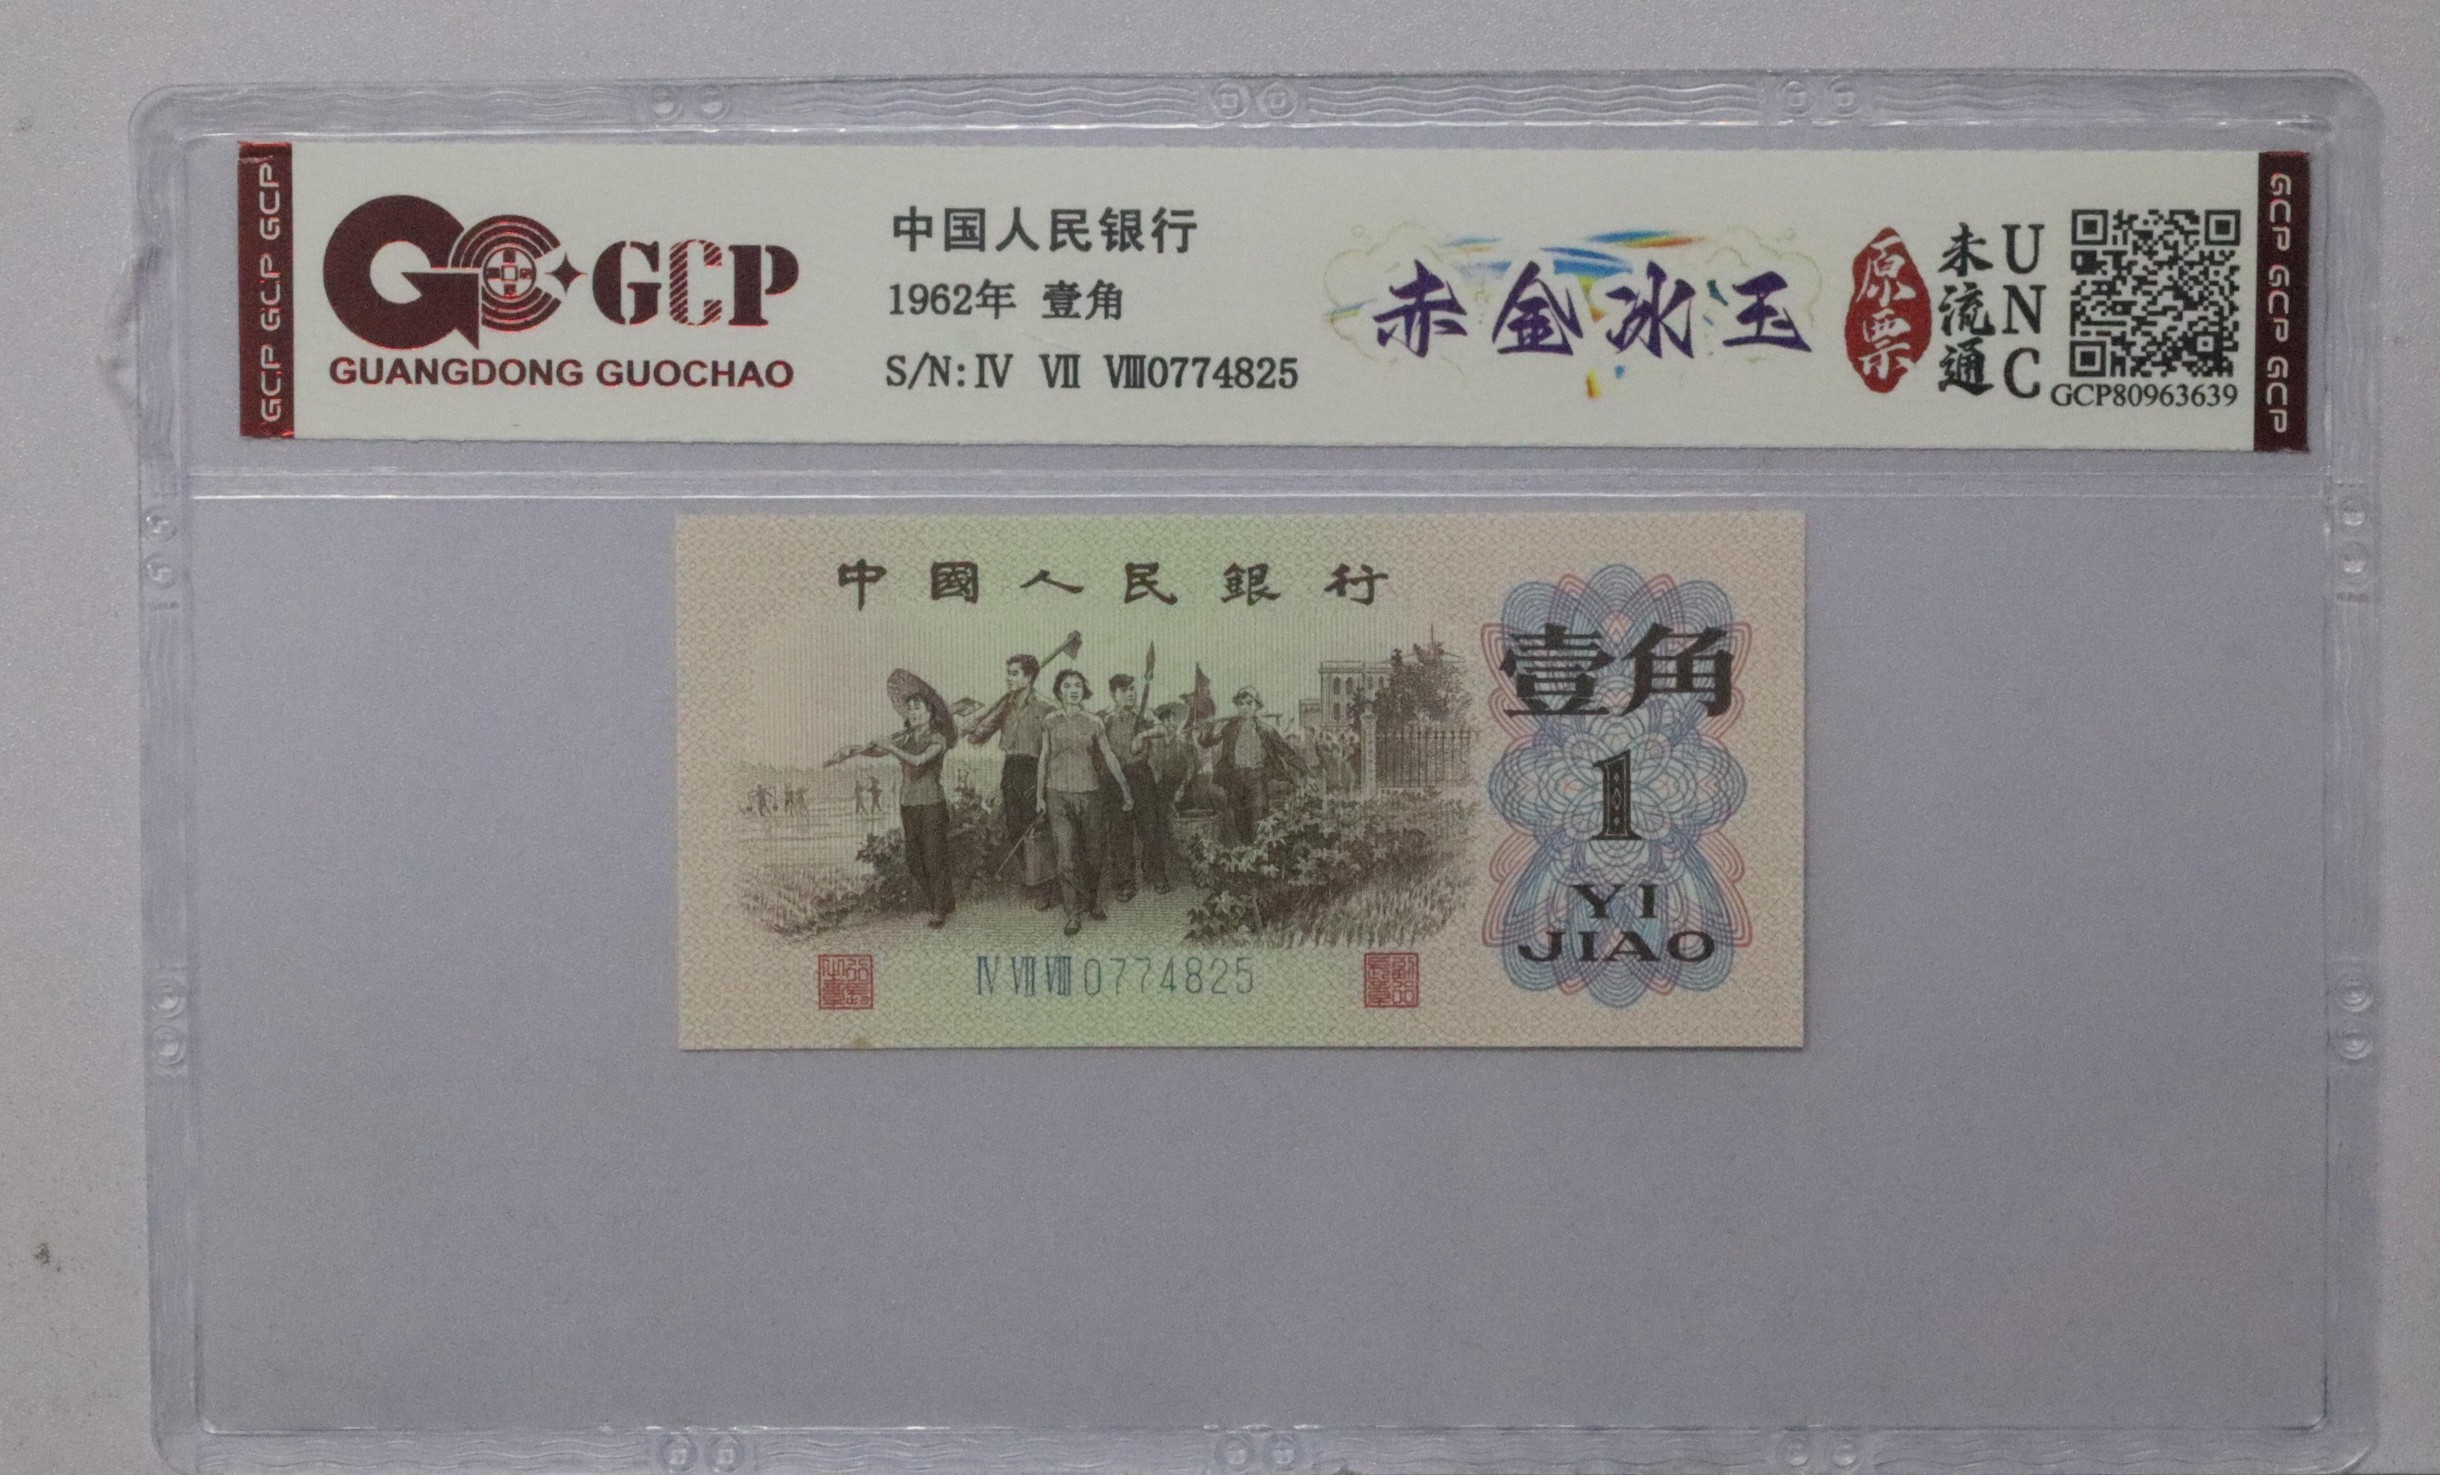 GCP GCP GCP
GCP
GUANGDONG GUOCHAO
中国人民银行
1962年 壹角
S/N: Ⅳ Ⅶ Ⅷ0774825
赤金冰玉
原票
未流通
UNC
GCP80963639
GCP GCP GCP
中國人民銀行
壹角
1
YI
JIAO
Ⅳ Ⅶ Ⅷ 0774825